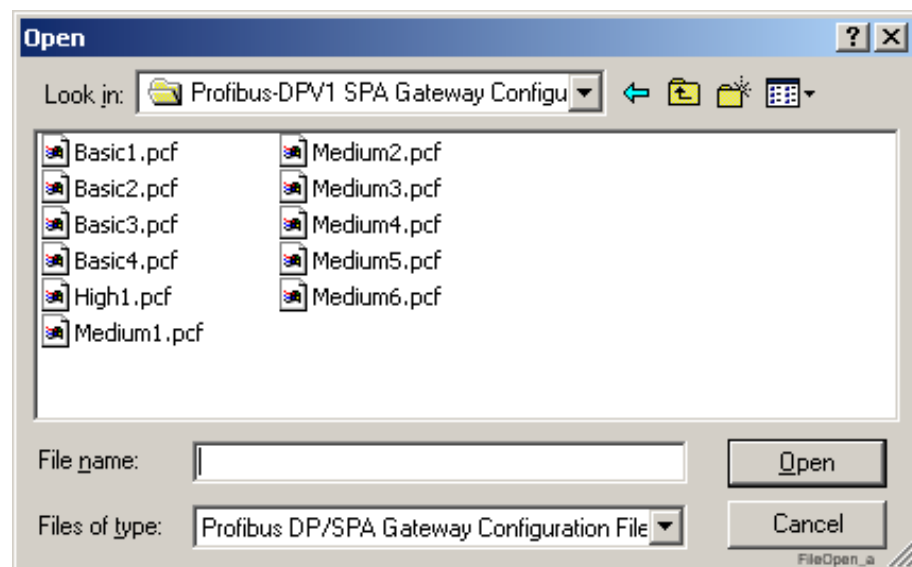 Open
Look in: Profibus-DPV1 SPA Gateway Configu
Basic1.pcf
Basic2.pcf
Basic3.pcf
Basic4.pcf
High1.pcf
Medium1.pcf
Medium2.pcf
Medium3.pcf
Medium4.pcf
Medium5.pcf
Medium6.pcf
File name:
Open
Files of type: Profibus DP/SPA Gateway Configuration File
Cancel
FileOpen_a